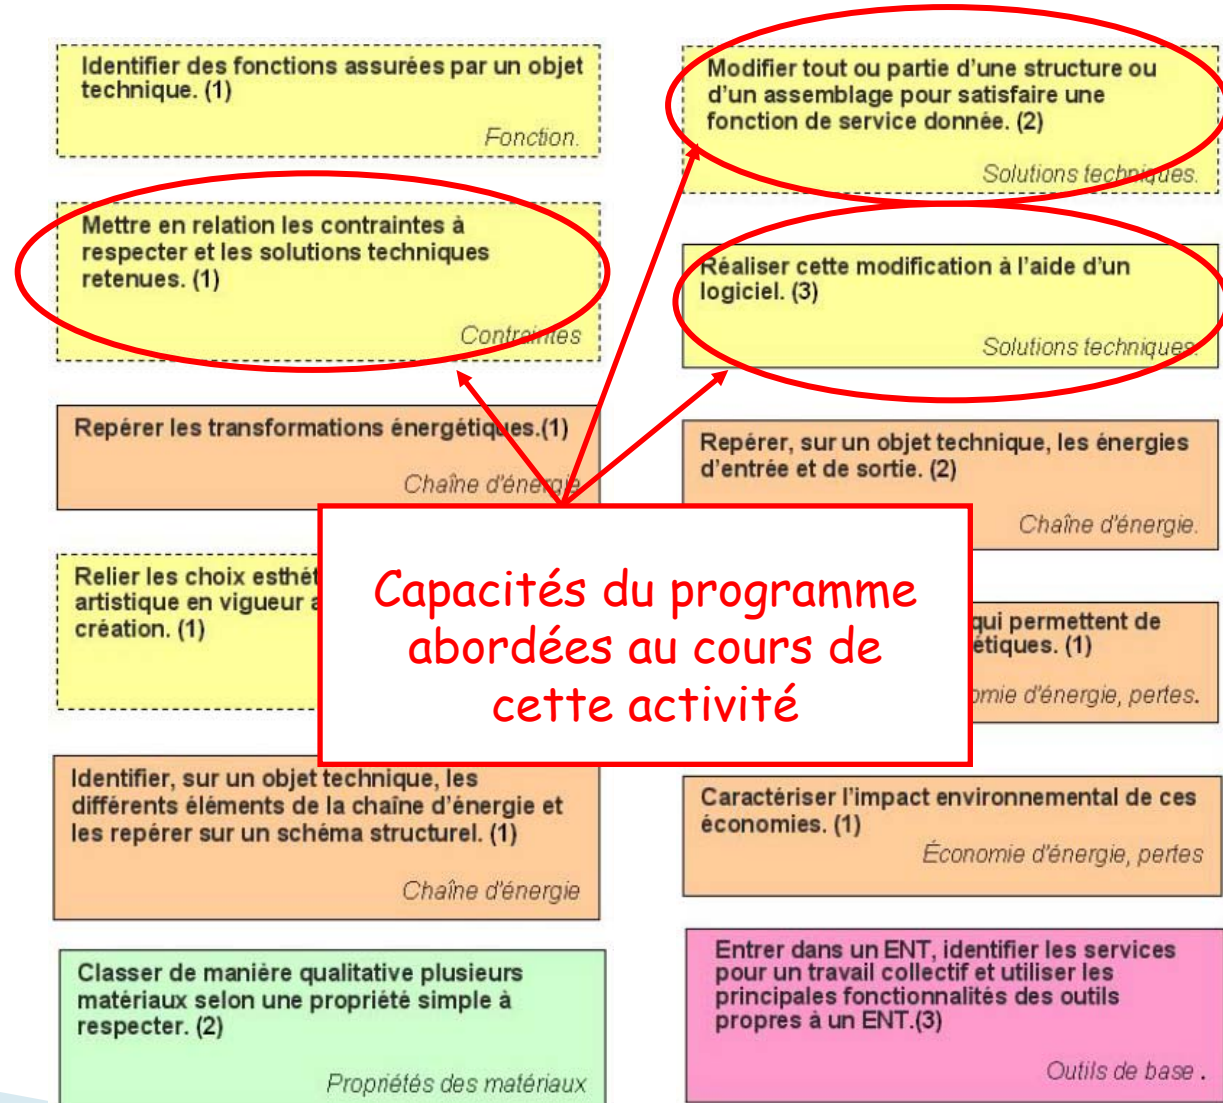 Identifier des fonctions assurées par un objet
technique. (1)
Fonction.
Modifier tout ou partie d'une structure ou
d'un assemblage pour satisfaire une
fonction de service donnée. (2)
Solutions techniques.
Mettre en relation les contraintes à
respecter et les solutions techniques
retenues. (1)
Contraintes
Réaliser cette modification à l'aide d'un
logiciel. (3)
Solutions techniques.
Repérer les transformations énergétiques.(1)
Chaîne d'énergie
Repérer, sur un objet technique, les énergies
d'entrée et de sortie. (2)
Chaîne d'énergie.
Relier les choix esthét
artistique en vigueur a
création. (1)
Capacités du programme
abordées au cours de
cette activité
qui permettent de
étiques. (1)
omie d'énergie, pertes.
Identifier, sur un objet technique, les
différents éléments de la chaîne d'énergie et
les repérer sur un schéma structurel. (1)
Chaîne d'énergie
Caractériser l'impact environnemental de ces
économies. (1)
Économie d'énergie, pertes
Classer de manière qualitative plusieurs
matériaux selon une propriété simple à
respecter. (2)
Propriétés des matériaux
Entrer dans un ENT, identifier les services
pour un travail collectif et utiliser les
principales fonctionnalités des outils
propres à un ENT.(3)
Outils de base .